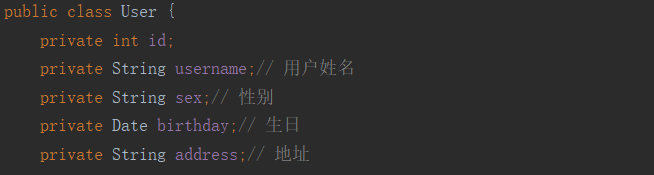 public class User {
    private int id;
    private String username;// 用户姓名
    private String sex;// 性别
    private Date birthday;// 生日
    private String address;// 地址